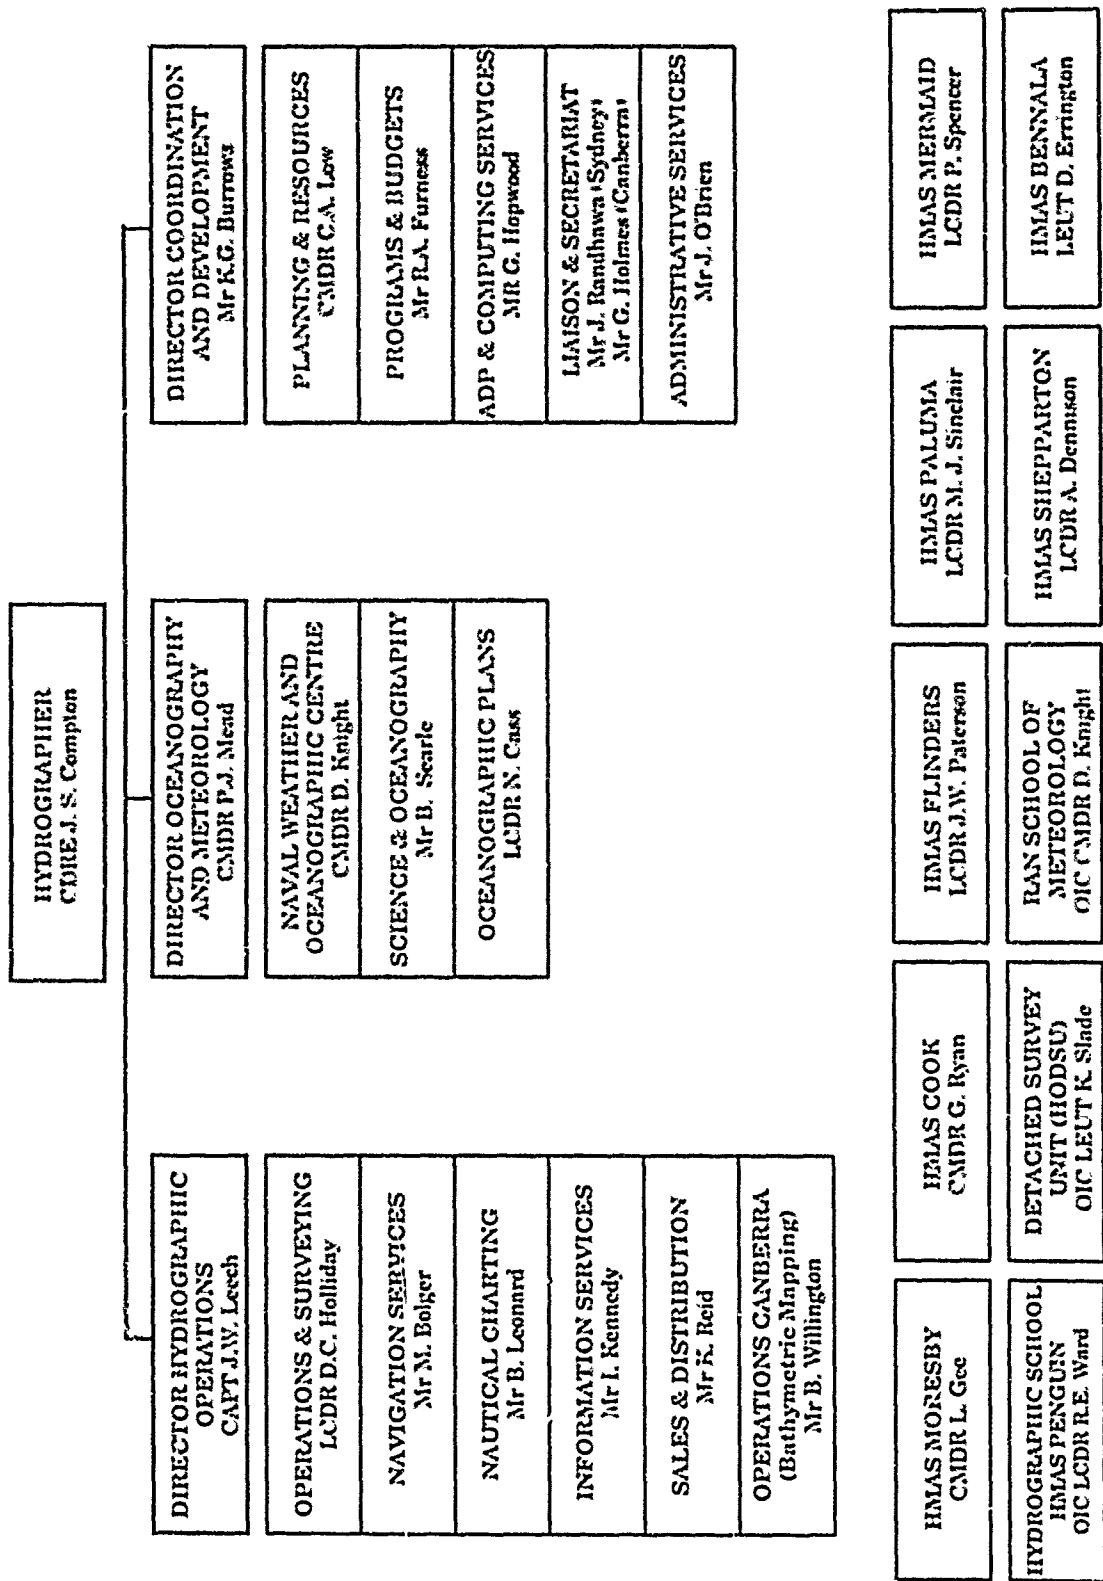 HYDROGRAPHER
CDRE J. S. Compton
DIRECTOR HYDROGRAPHIC
OPERATIONS
CAPT J.W. Leech
OPERATIONS & SURVEYING
LCDR D.C. Holliday
NAVIGATION SERVICES
Mr M. Bolger
NAUTICAL CHARTING
Mr B. Leonard
INFORMATION SERVICES
Mr I. Kennedy
SALES & DISTRIBUTION
Mr K. Reid
OPERATIONS CANBERRA
(Bathymetric Mapping)
Mr B. Willington
DIRECTOR OCEANOGRAPHY
AND METEOROLOGY
CMDR P.J. Mead
NAVAL WEATHER AND
OCEANOGRAPHIC CENTRE
CMDR D. Knight
SCIENCE & OCEANOGRAPHY
Mr B. Searle
OCEANOGRAPHIC PLANS
LCDR N. Cass
DIRECTOR COORDINATION
AND DEVELOPMENT
Mr K.G. Burrows
PLANNING & RESOURCES
CMDR C.A. Low
PROGRAMS & BUDGETS
Mr R.A. Furness
ADP & COMPUTING SERVICES
MR G. Hopwood
LIAISON & SECRETARIAT
Mr J. Randhawa (Sydney)
Mr G. Holmes (Canberra)
ADMINISTRATIVE SERVICES
Mr J. O'Brien
HMAS MORESBY
CMDR L. Gee
HMAS COOK
CMDR G. Ryan
HMAS FLINDERS
LCDR J.W. Paterson
HMAS PALUMA
LCDR M. J. Sinclair
HMAS MERMAID
LCDR P. Spencer
HYDROGRAPHIC SCHOOL
HMAS PENGUIN
OIC LCDR R.E. Ward
DETACHED SURVEY
UNIT (HODSU)
OIC LEUT K. Slade
RAN SCHOOL OF
METEOROLOGY
OIC CMDR D. Knight
HMAS SHEPPARTON
LCDR A. Dennison
HMAS BENNALA
LEUT D. Errington